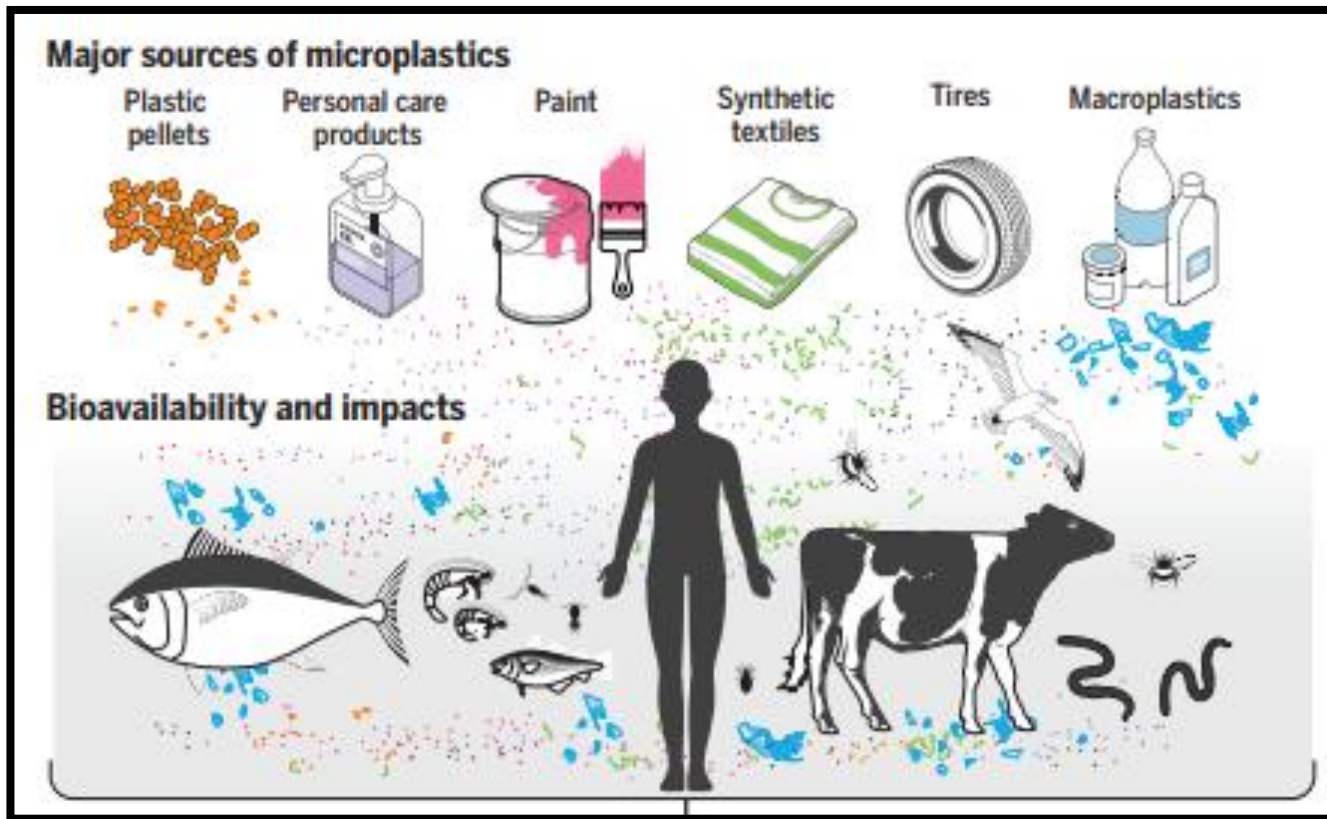 Major sources of microplastics
Plastic
pellets
Personal care
products
Paint
Synthetic
textiles
Tires
Macroplastics
Bioavailability and impacts